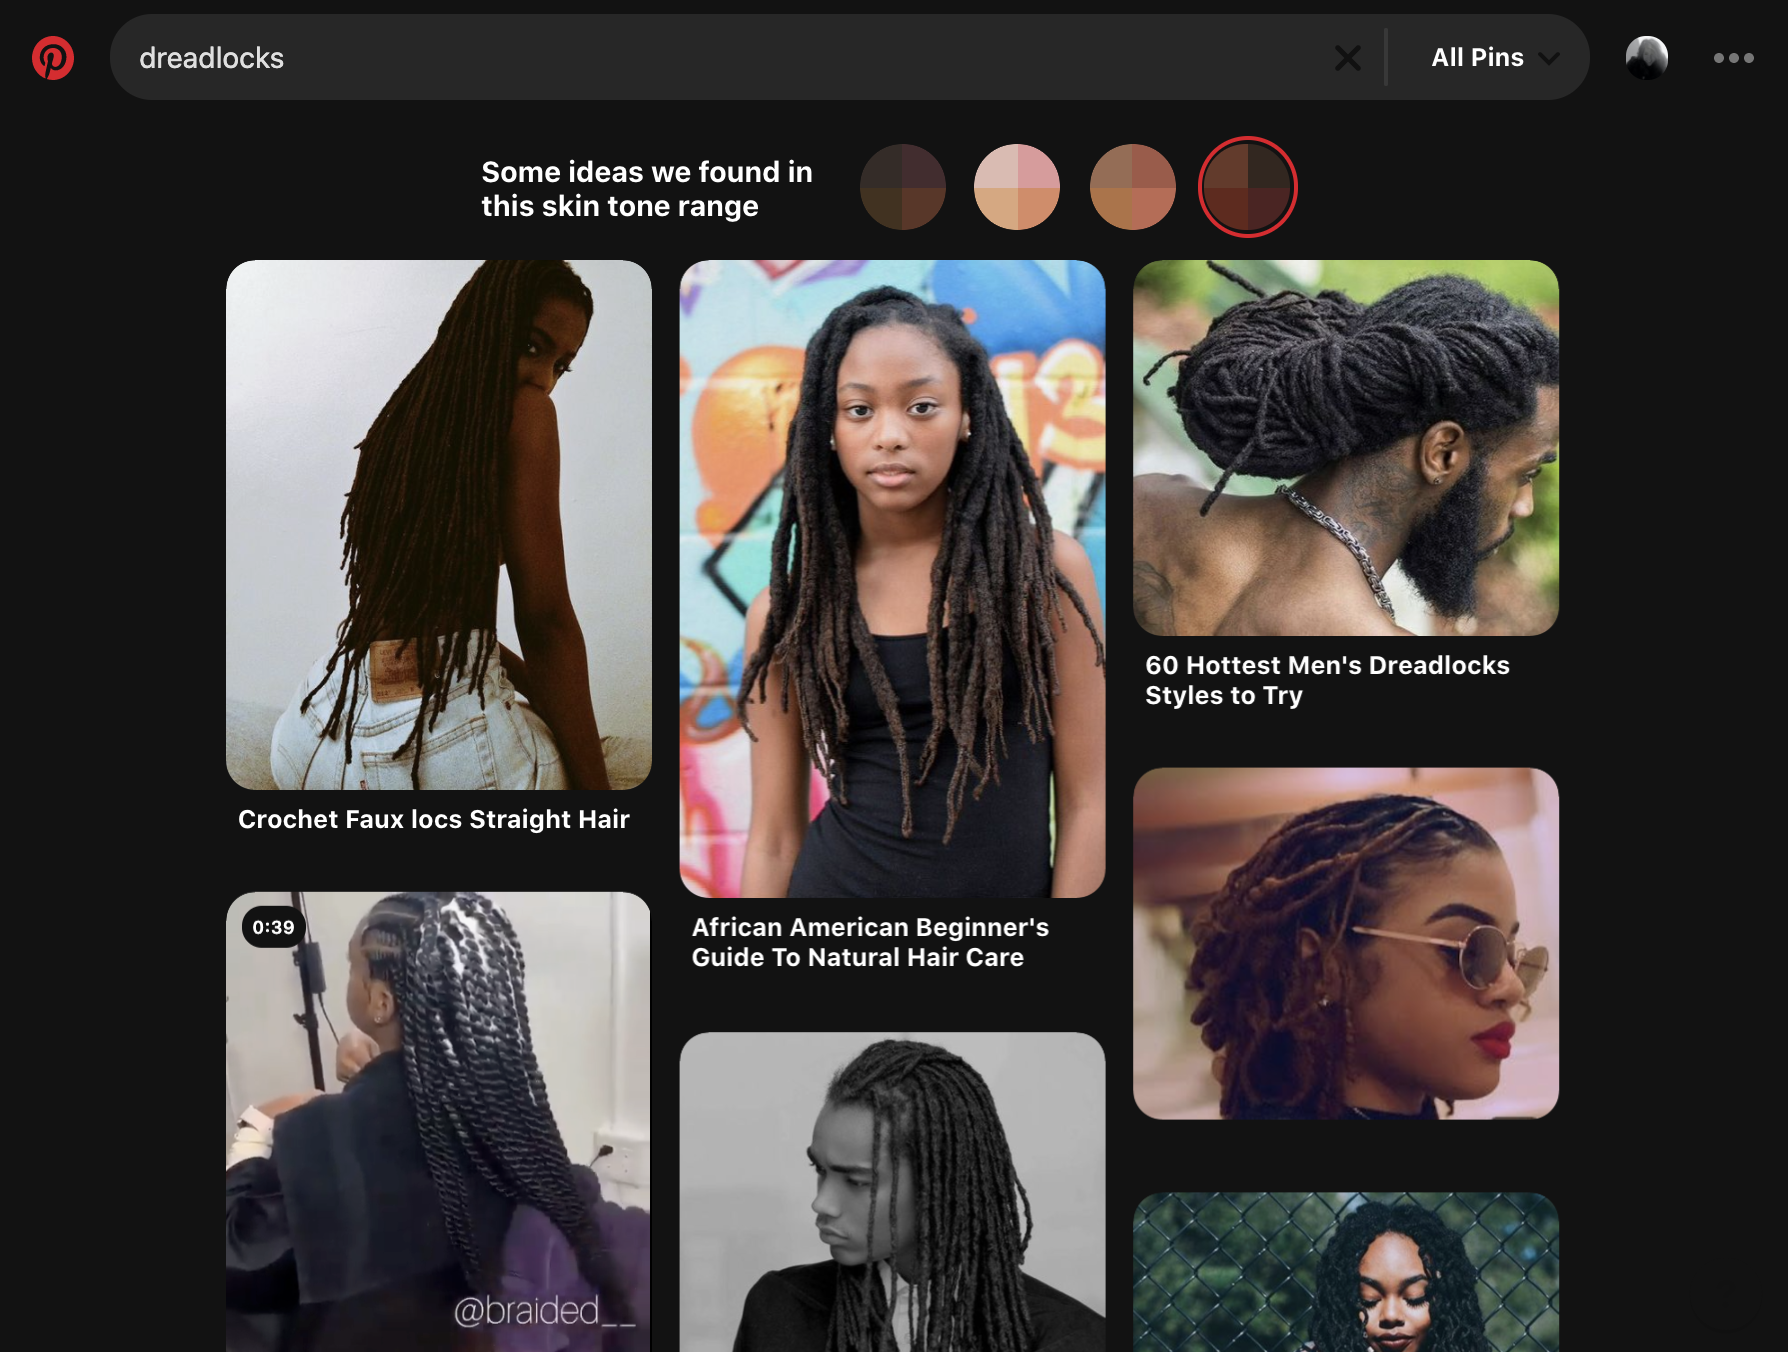 dreadlocks
All Pins
Some ideas we found in
this skin tone range
Crochet Faux locs Straight Hair
0:39
@braided__
African American Beginner's
Guide To Natural Hair Care
60 Hottest Men's Dreadlocks
Styles to Try